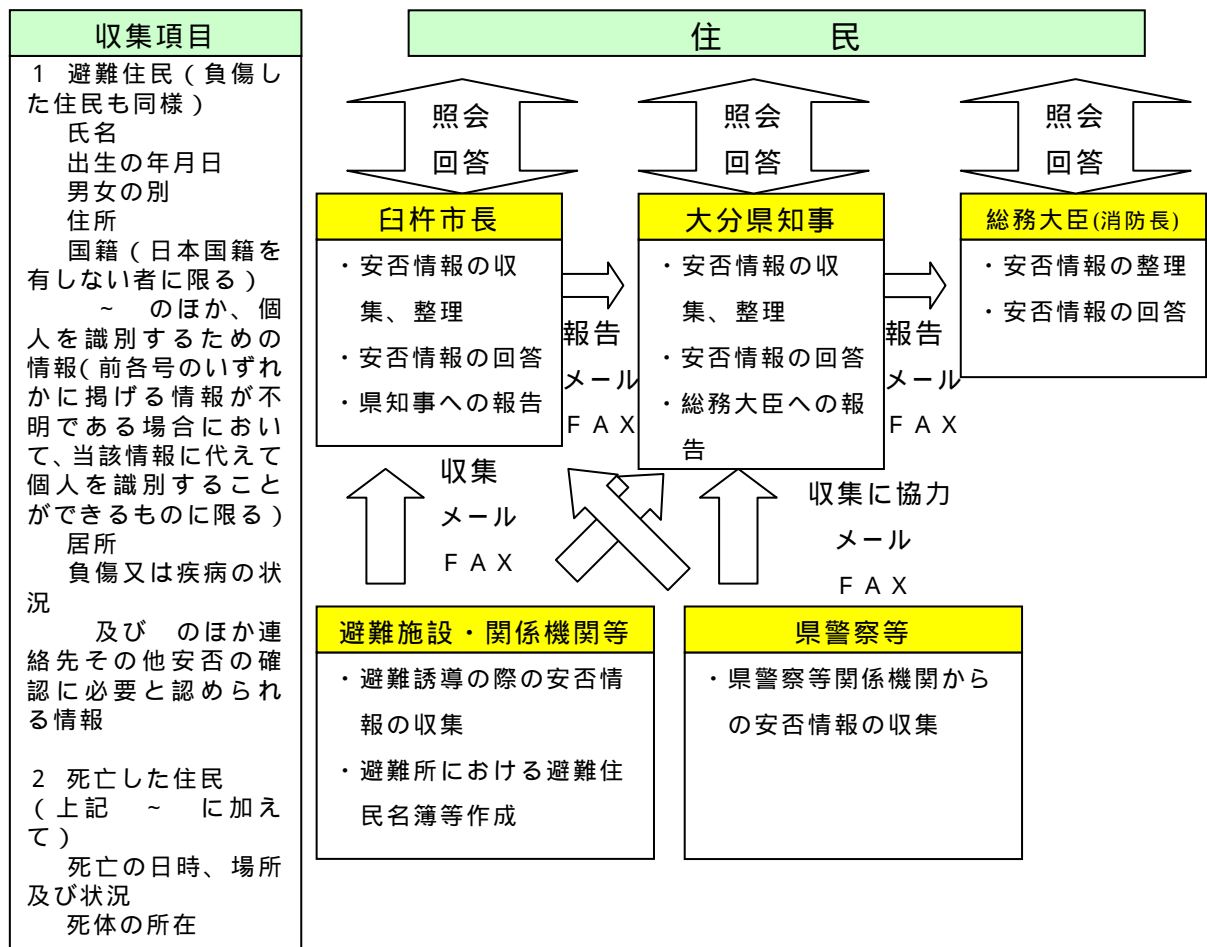 収集項目
1 避難住民(負傷し
た住民も同様)
氏名
出生の年月日
男女の別
住所
国籍(日本国籍を
有しない者に限る)
~ のほか、個
人を識別するための
情報(前各号のいずれ
かに掲げる情報が不
明である場合におい
て、当該情報に代えて
個人を識別すること
ができるものに限る)
居所
負傷又は疾病の状
況
及び のほか連
絡先その他安否の確
認に必要と認められ
る情報
2 死亡した住民
(上記 ~ に加え
て)
死亡の日時、場所
及び状況
死体の所在
住 民
照会
回答
照会
回答
照会
回答
臼杵市長
・安否情報の収
集、整理
・安否情報の回答
・県知事への報告
報告
メール
FAX
大分県知事
・安否情報の収
集、整理
・安否情報の回答
・総務大臣への報
告
報告
メール
FAX
総務大臣(消防長)
・安否情報の整理
・安否情報の回答
収集
メール
FAX
収集に協力
メール
FAX
避難施設・関係機関等
・避難誘導の際の安否情
報の収集
・避難所における避難住
民名簿等作成
県警察等
・県警察等関係機関から
の安否情報の収集